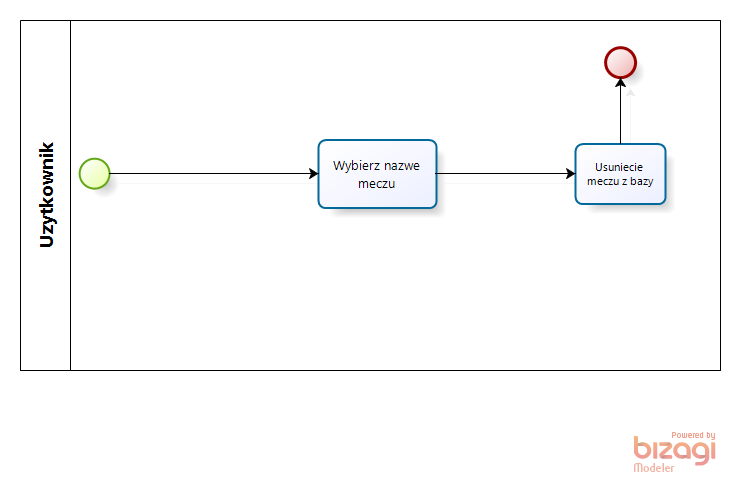 Uzytkownik
Wybierz nazwe
meczu
Usuniecie
meczu z bazy
Powered by
bizagi
Modeler